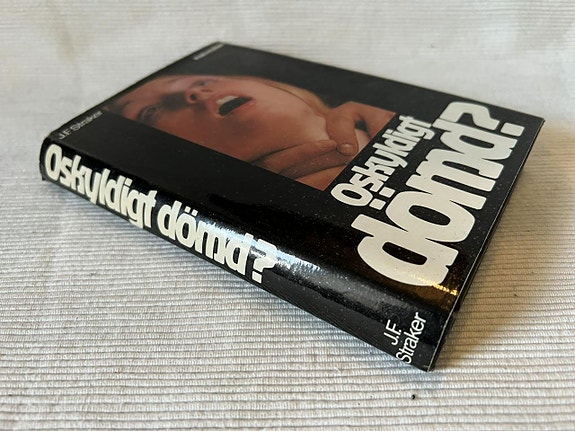 J.F. Straker
Oskyldigt
dömd?
Oskyldigt dömd?
J.F.
Straker